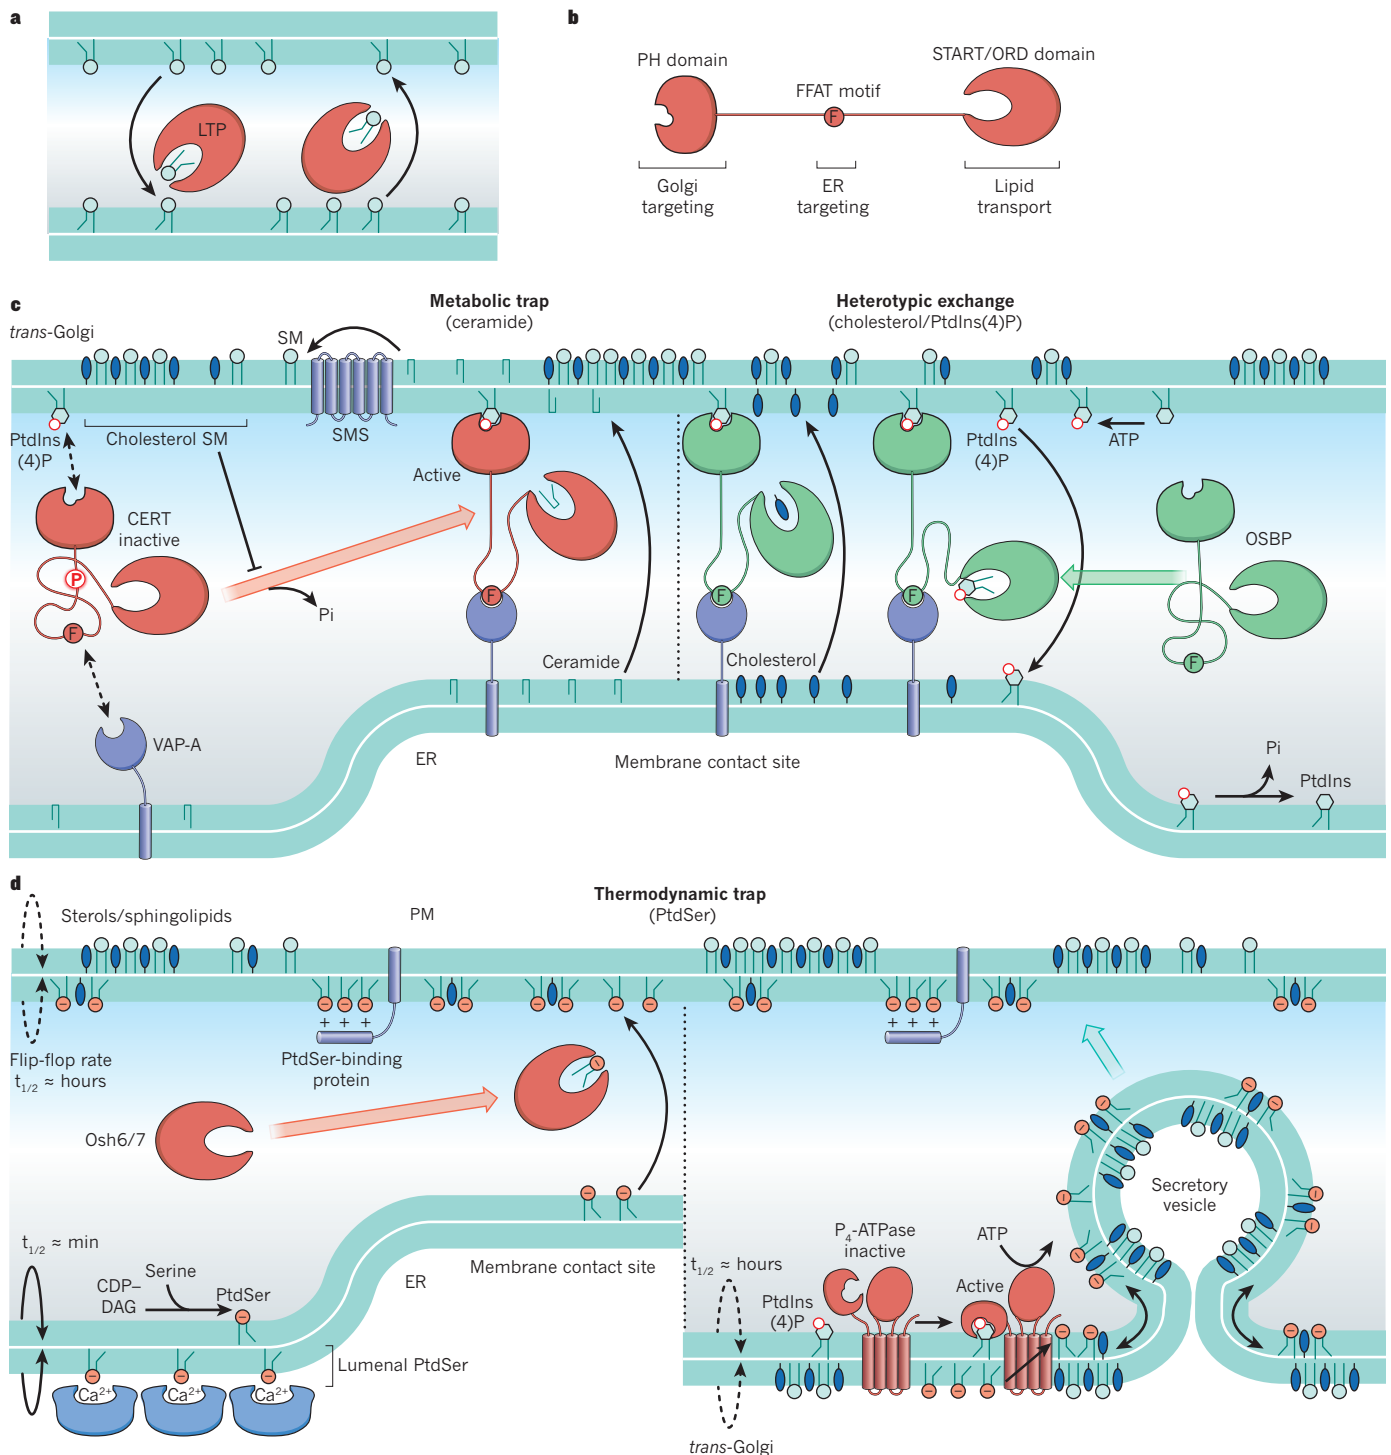 a
LTP
b
PH domain
FFAT motif
START/ORD domain
F
Golgi
targeting
ER
targeting
Lipid
transport
c
trans-Golgi
Metabolic trap
(ceramide)
Heterotypic exchange
(cholesterol/PtdIns(4)P)
SM
SMS
PtdIns
(4)P
Cholesterol SM
Active
PtdIns
(4)P
ATP
CERT
inactive
P
F
Pi
F
F
F
OSBP
F
Ceramide
Cholesterol
VAP-A
ER
Membrane contact site
Pi
PtdIns
d
Sterols/sphingolipids
PM
Thermodynamic trap
(PtdSer)
+ + +
+ + +
Flip-flop rate
t1/2 ≈ hours
PtdSer-binding
protein
Osh6/7
Secretory
vesicle
t1/2 ≈ min
CDP–
DAG
Serine
PtdSer
ER
Membrane contact site
Lumenal PtdSer
Ca2+
Ca2+
Ca2+
t1/2 ≈ hours
PtdIns
(4)P
P4-ATPase
inactive
Active
ATP
trans-Golgi